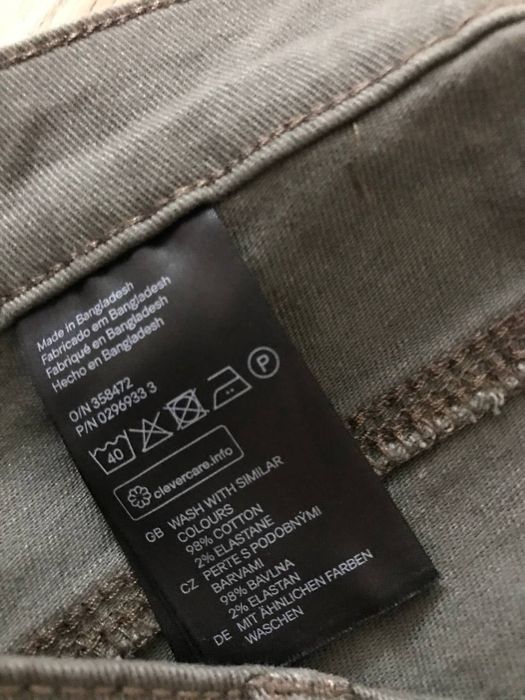 Made in Bangladesh
Fabricado em Bangladesh
Fabriqué en Bangladesh
Hecho en Bangladesh
O/N 358472
P/N 0296933 3
40
P
clevercare.info
GB WASH WITH SIMILAR
COLOURS
98% COTTON
2% ELASTANE
CZ PERTE S PODOBNÝMI
BARVAMI
98% BAVLNA
2% ELASTAN
DE MIT ÄHNLICHEN FARBEN
WASCHEN